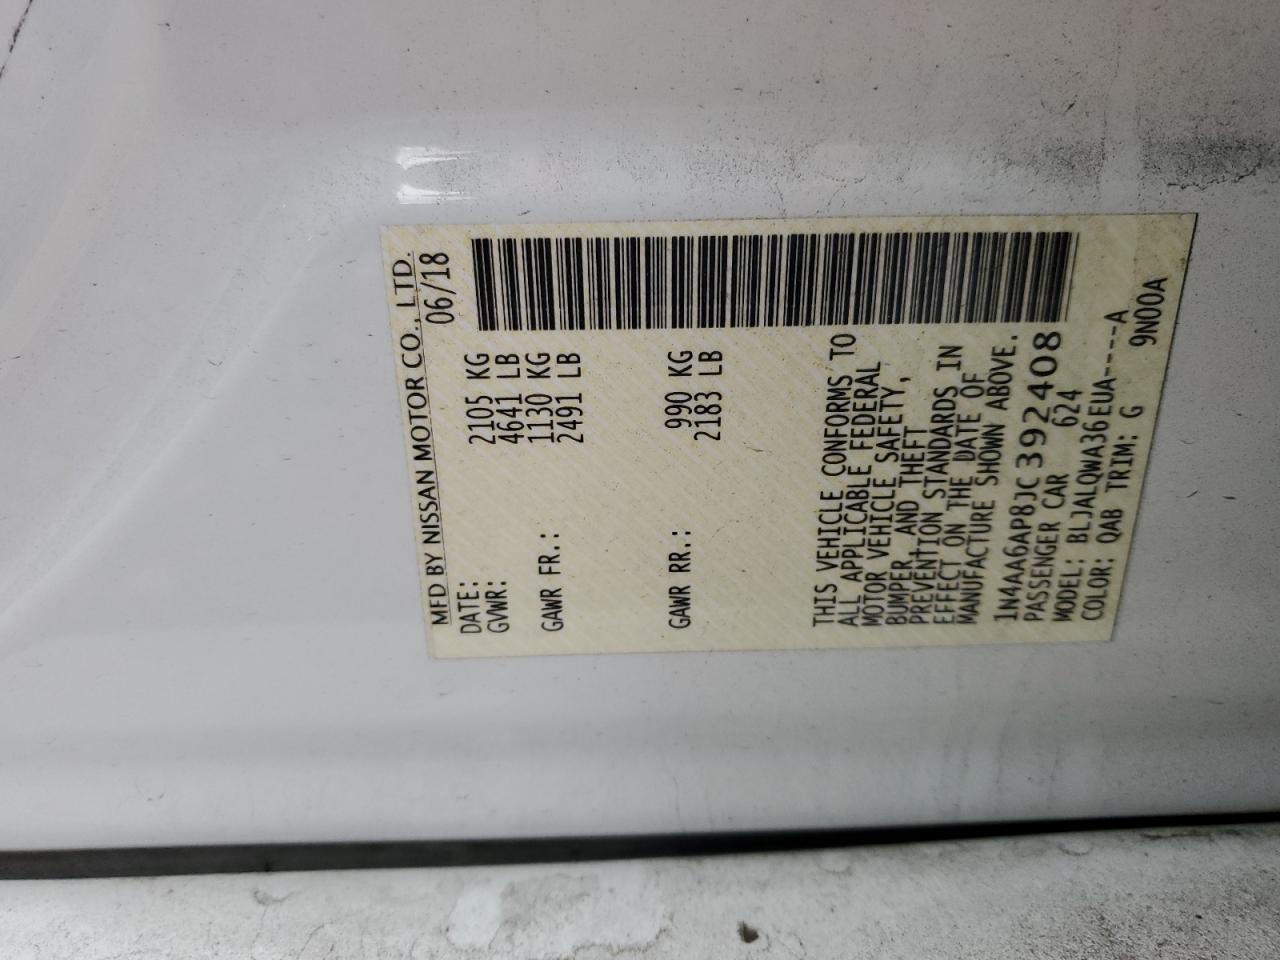 MFD BY NISSAN MOTOR CO., LTD.
DATE: 06/18
GVWR: 2105 KG
4641 LB
GAWR FR.: 1130 KG
2491 LB
GAWR RR.: 990 KG
2183 LB
THIS VEHICLE CONFORMS TO
ALL APPLICABLE FEDERAL
MOTOR VEHICLE SAFETY,
BUMPER, AND THEFT
PREVENTION STANDARDS IN
EFFECT ON THE DATE OF
MANUFACTURE SHOWN ABOVE.
1N4AA6AP8JC392408
PASSENGER CAR 624
MODEL: BLJALQWA36EUA----A
COLOR: QAB TRIM: G 9N00A